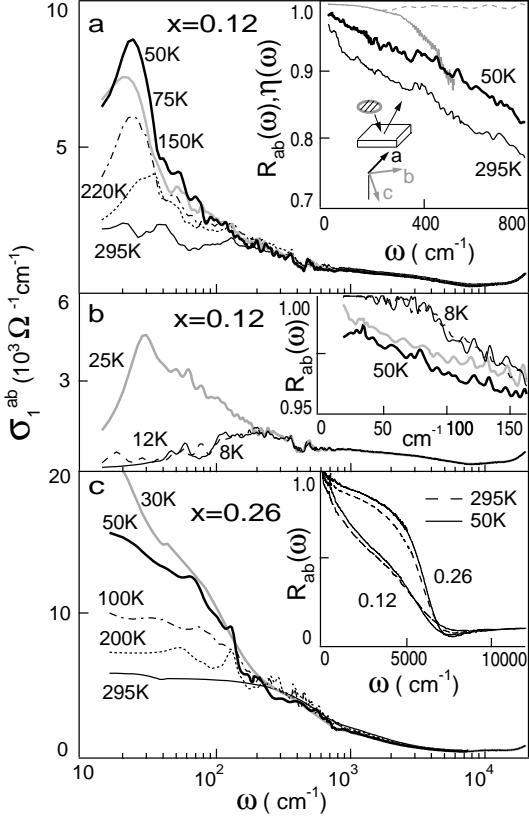 a
x=0.12
50K
75K
150K
220K
295K
10
5
R_ab(ω),η(ω)
1.0
0.9
0.8
0.7
50K
295K
a
b
c
0
400
800
ω ( cm⁻¹)
σ₁^ab (10³ Ω⁻¹cm⁻¹)
6
3
b
x=0.12
25K
12K
8K
R_ab(ω)
1.00
0.95
8K
50K
50
cm⁻¹
100
150
20
10
0
c
30K
50K
x=0.26
100K
200K
295K
R_ab(ω)
1.0
0
295K
50K
0.26
0.12
0
5000
10000
ω ( cm⁻¹)
10²
10³
10⁴
ω ( cm⁻¹)